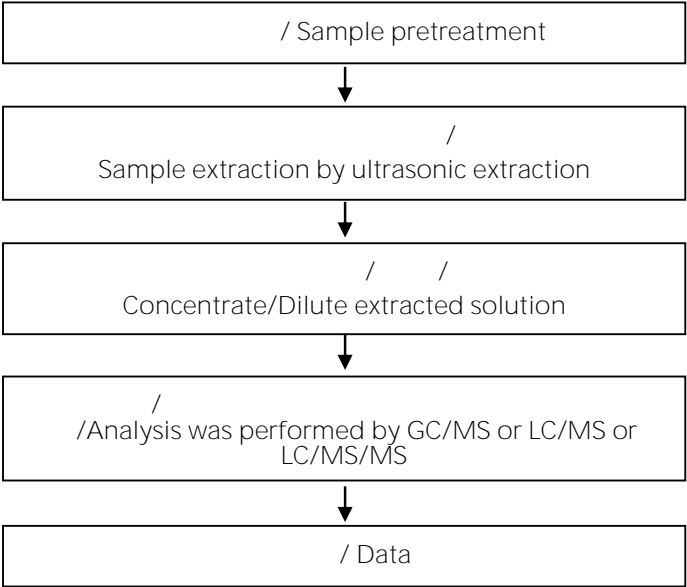 / Sample pretreatment
/
Sample extraction by ultrasonic extraction
/ /
Concentrate/Dilute extracted solution
/
/Analysis was performed by GC/MS or LC/MS or
LC/MS/MS
/ Data